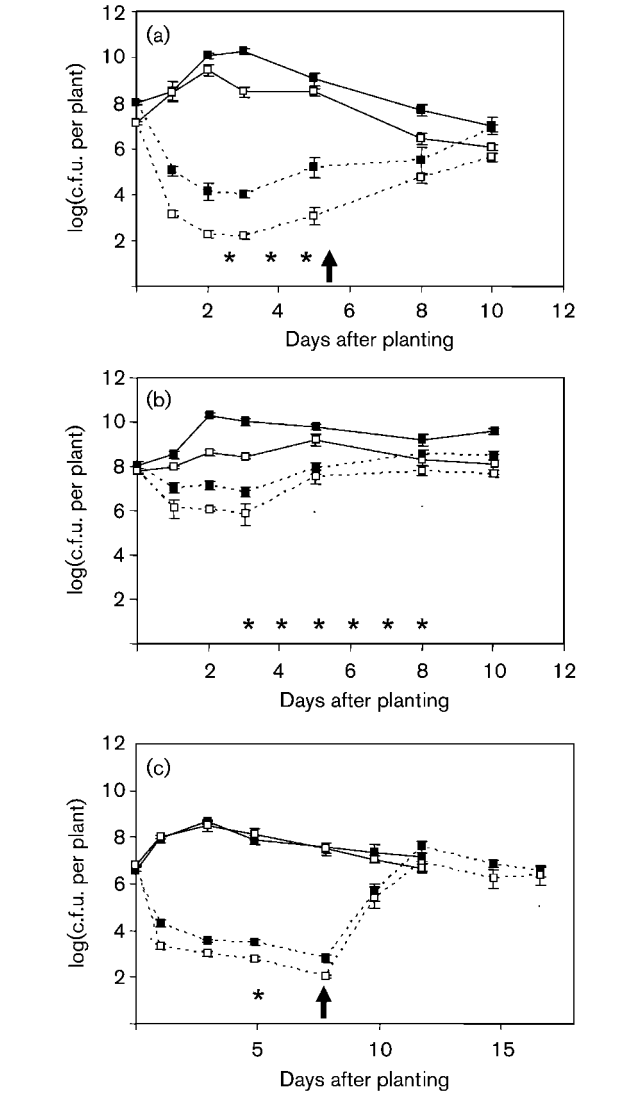 (a)
log(c.f.u. per plant)
12
10
8
6
4
2
* * *
2 4 6 8 10 12
Days after planting
(b)
log(c.f.u. per plant)
12
10
8
6
4
2
* * * * * *
2 4 6 8 10 12
Days after planting
(c)
log(c.f.u. per plant)
12
10
8
6
4
2
*
5 10 15
Days after planting